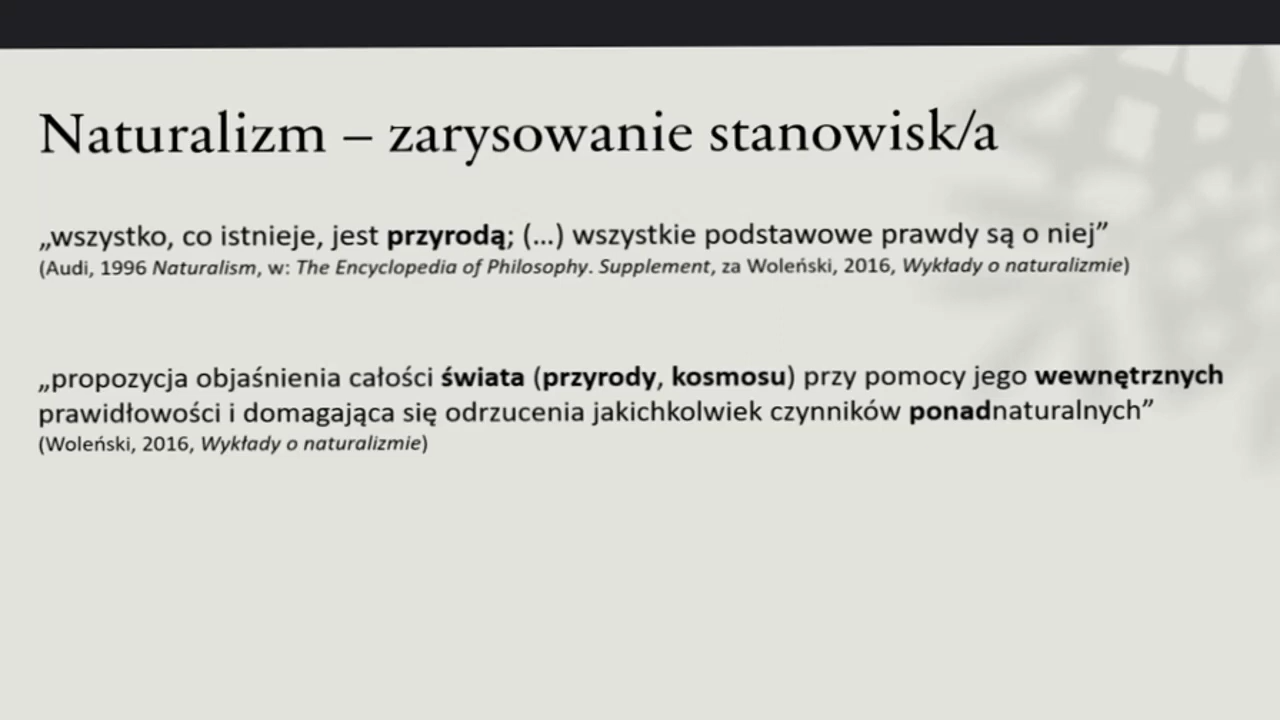 Naturalizm – zarysowanie stanowisk/a
„wszystko, co istnieje, jest przyrodą; (...) wszystkie podstawowe prawdy są o niej”
(Audi, 1996 Naturalism, w: The Encyclopedia of Philosophy. Supplement, za Woleński, 2016, Wykłady o naturalizmie)
„propozycja objaśnienia całości świata (przyrody, kosmosu) przy pomocy jego wewnętrznych
prawidłowości i domagająca się odrzucenia jakichkolwiek czynników ponadnaturalnych”
(Woleński, 2016, Wykłady o naturalizmie)